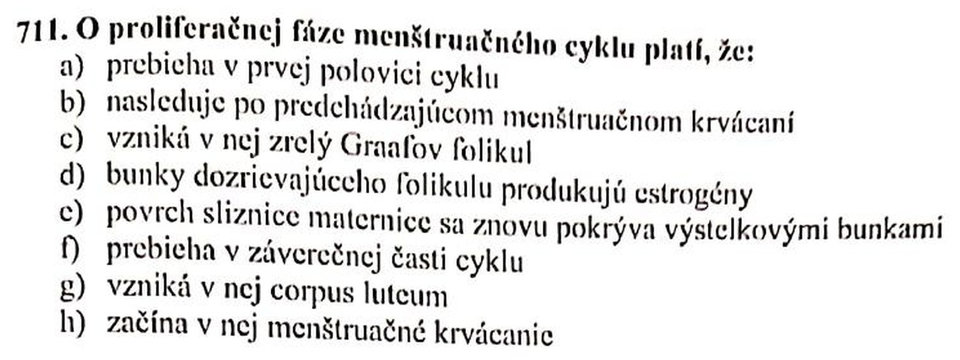 711. O proliferačnej fáze menštruačného cyklu platí, že:
a) prebieha v prvej polovici cyklu
b) nasleduje po predchádzajúcom menštruačnom krvácaní
c) vzniká v nej zrelý Graafov folikul
d) bunky dozrievajúceho folikulu produkujú estrogény
e) povrch sliznice maternice sa znovu pokrýva výstelkovými bunkami
f) prebieha v záverečnej časti cyklu
g) vzniká v nej corpus luteum
h) začína v nej menštruačné krvácanie